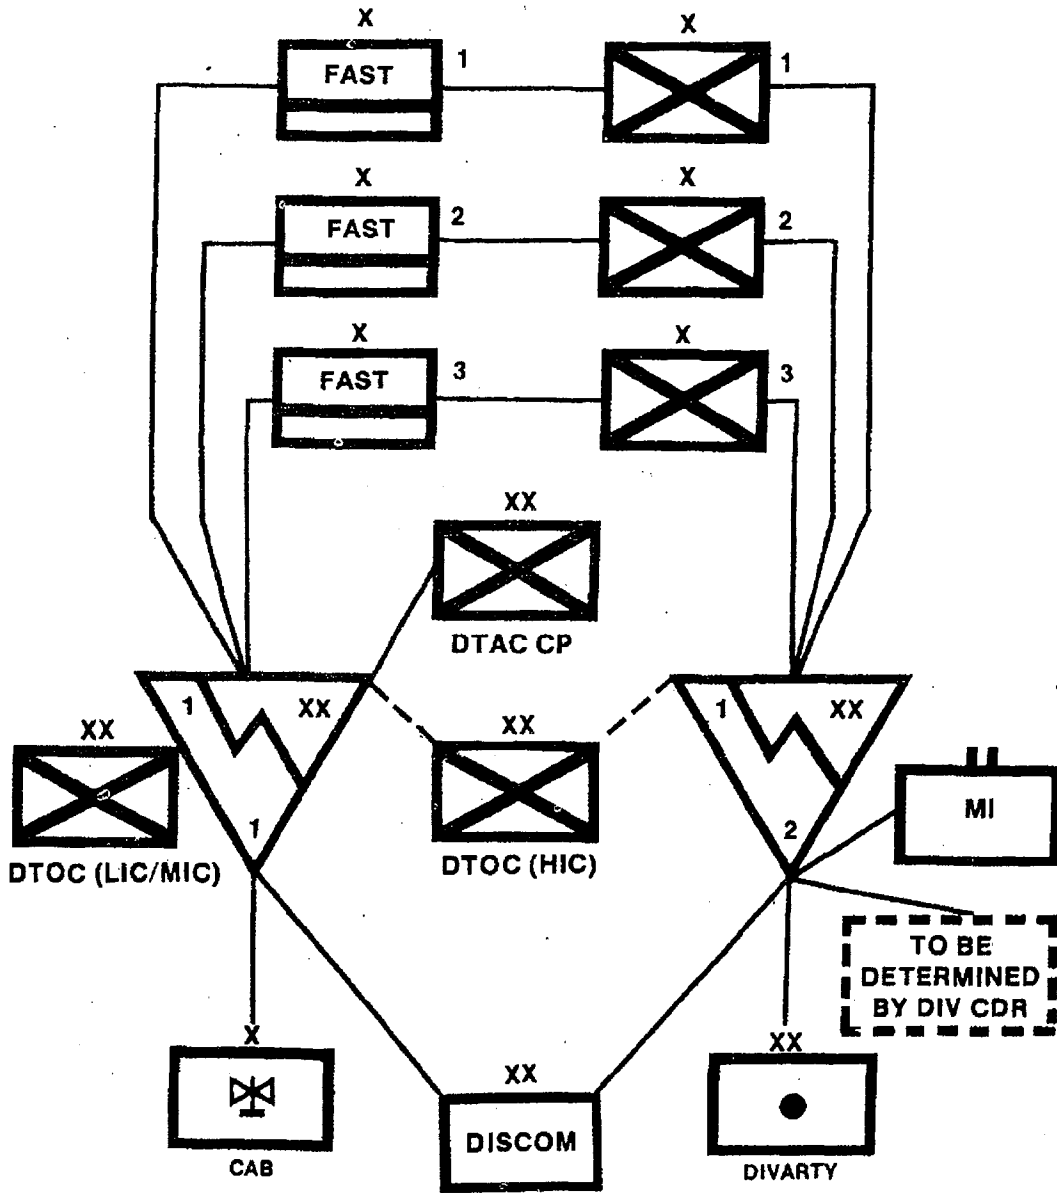 X
X
FAST
1
1
X
X
FAST
2
2
X
X
FAST
3
3
XX
DTAC CP
1
XX
1
XX
XX
XX
MI
1
2
DTOC (LIC/MIC)
DTOC (HIC)
TO BE
DETERMINED
BY DIV CDR
X
XX
XX
DISCOM
CAB
DIVARTY